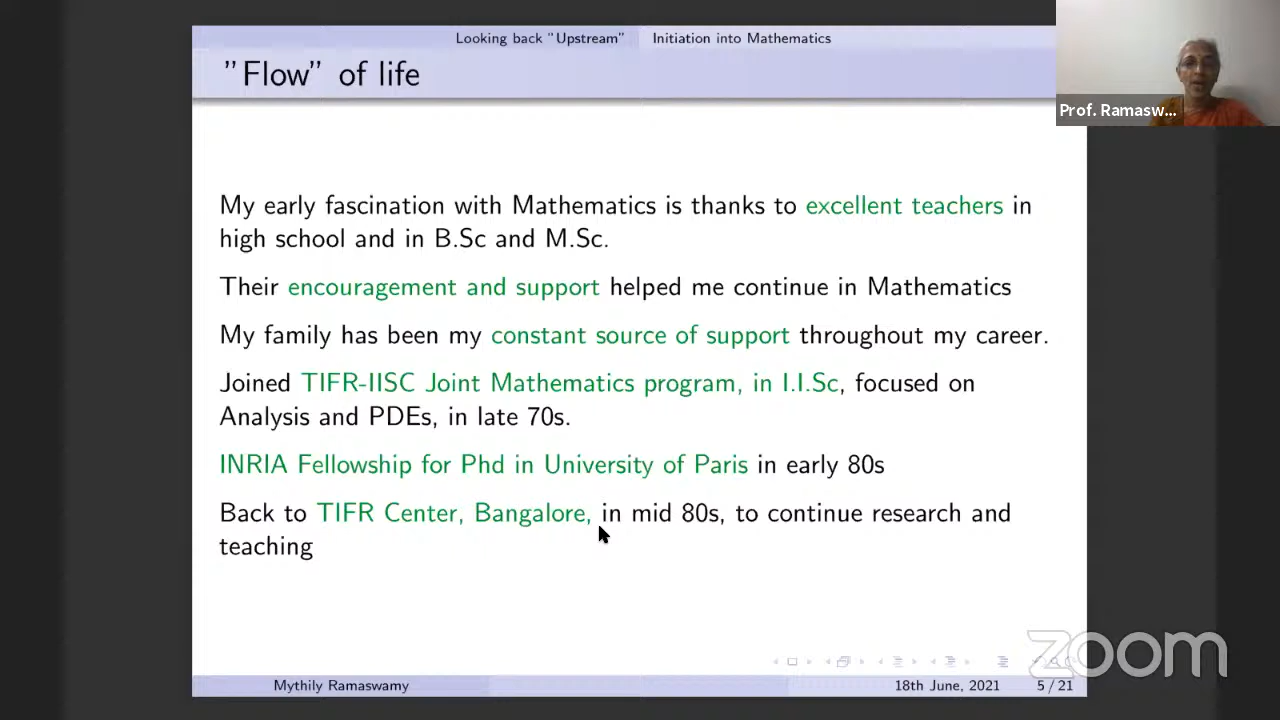 Looking back "Upstream" Initiation into Mathematics
"Flow" of life
Prof. Ramasw...
My early fascination with Mathematics is thanks to excellent teachers in
high school and in B.Sc and M.Sc.
Their encouragement and support helped me continue in Mathematics
My family has been my constant source of support throughout my career.
Joined TIFR-IISC Joint Mathematics program, in I.I.Sc, focused on
Analysis and PDEs, in late 70s.
INRIA Fellowship for Phd in University of Paris in early 80s
Back to TIFR Center, Bangalore, in mid 80s, to continue research and
teaching
zoom
Mythily Ramaswamy 18th June, 2021 5 / 21